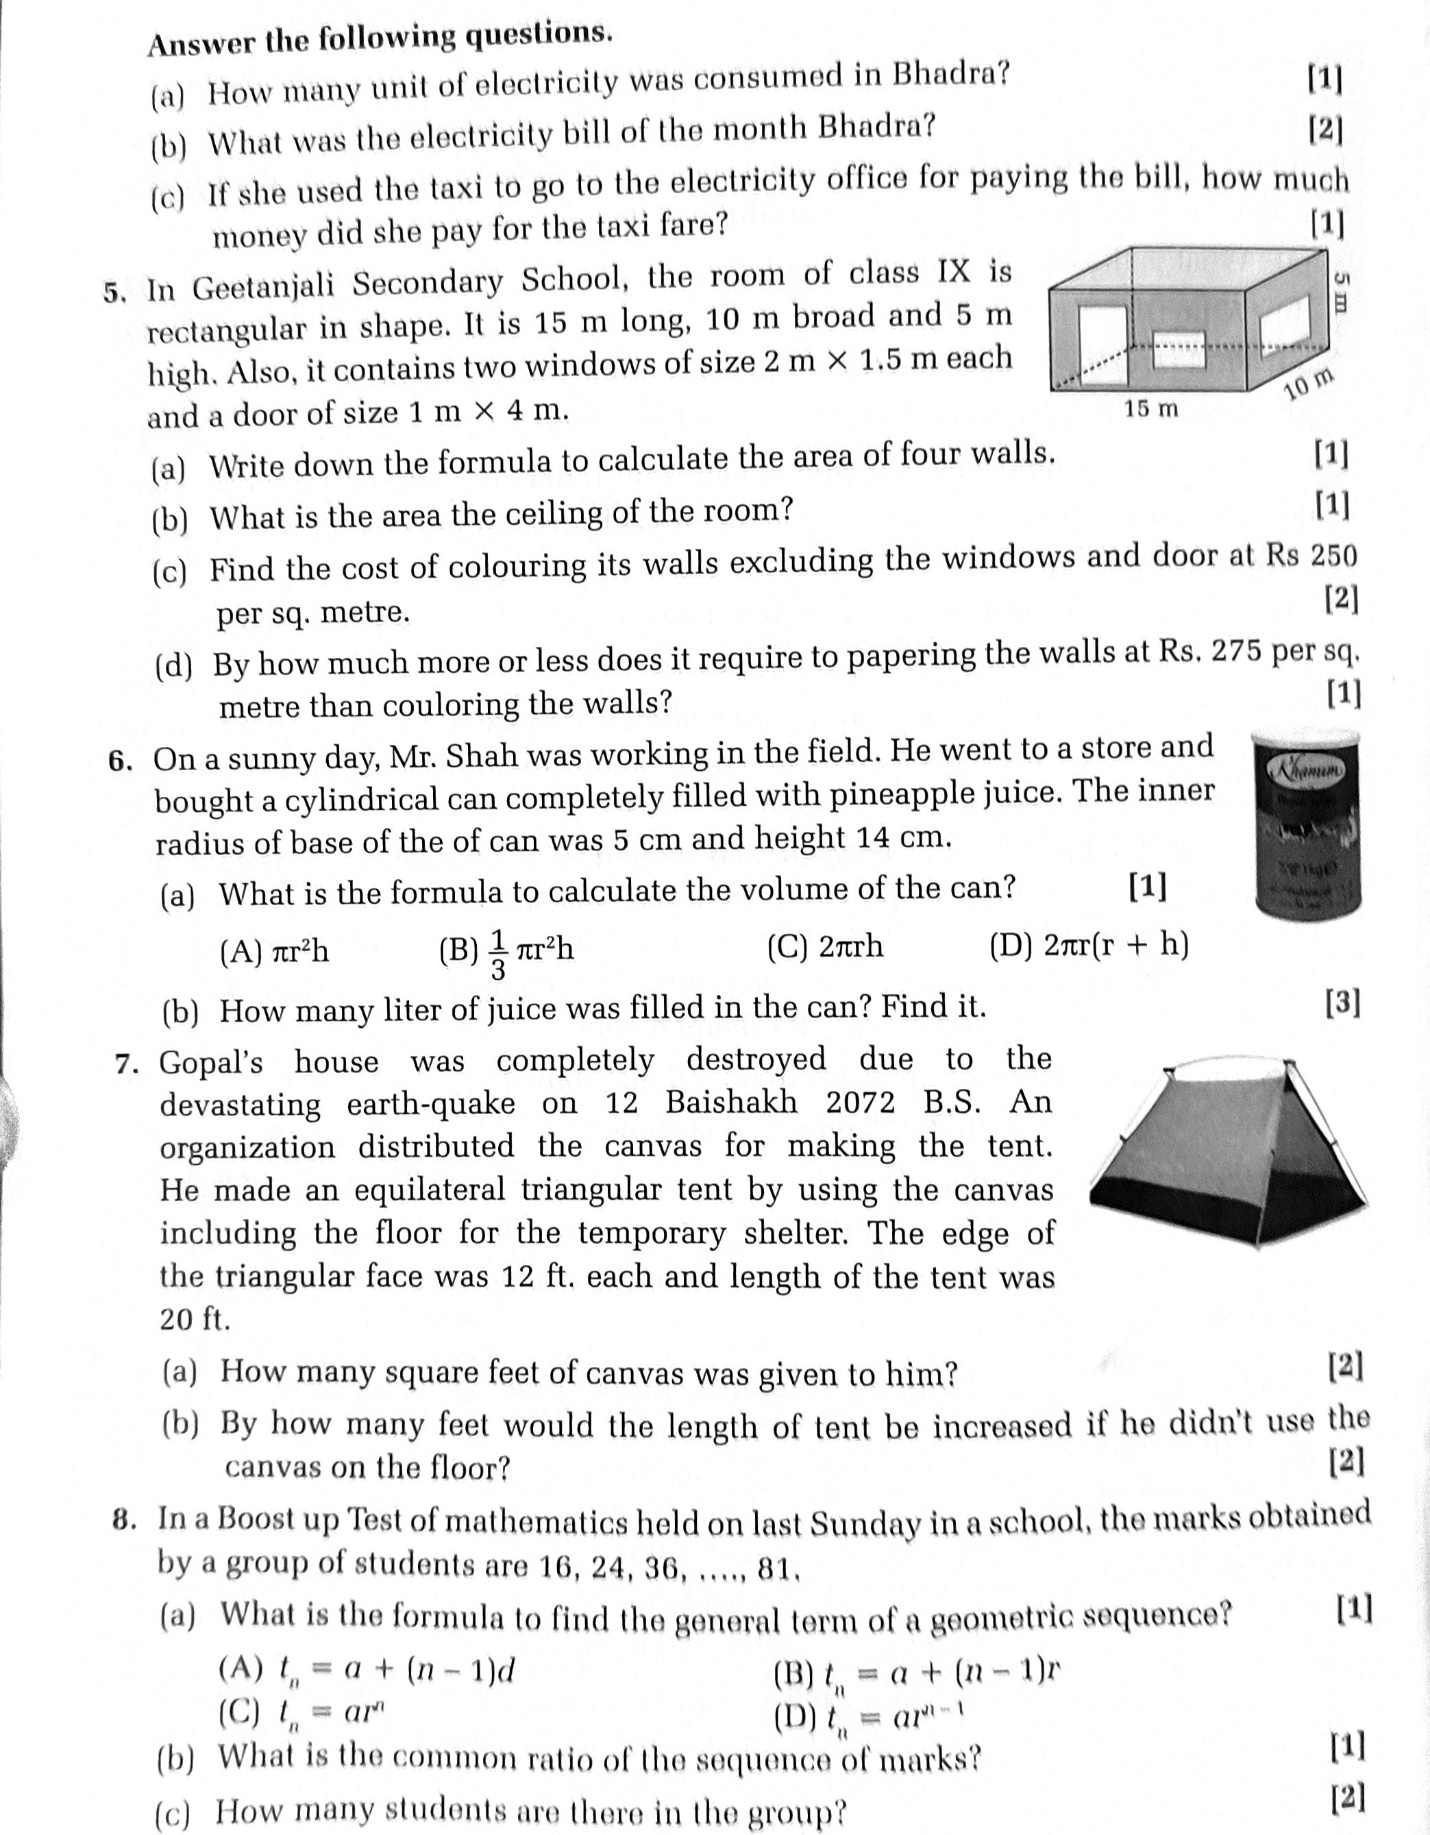 Answer the following questions.
(a) How many unit of electricity was consumed in Bhadra? [1]
(b) What was the electricity bill of the month Bhadra? [2]
(c) If she used the taxi to go to the electricity office for paying the bill, how much
money did she pay for the taxi fare? [1]
5. In Geetanjali Secondary School, the room of class IX is
rectangular in shape. It is 15 m long, 10 m broad and 5 m
high. Also, it contains two windows of size 2 m × 1.5 m each
and a door of size 1 m × 4 m.
5 m
10 m
15 m
(a) Write down the formula to calculate the area of four walls. [1]
(b) What is the area the ceiling of the room? [1]
(c) Find the cost of colouring its walls excluding the windows and door at Rs 250
per sq. metre. [2]
(d) By how much more or less does it require to papering the walls at Rs. 275 per sq.
metre than couloring the walls? [1]
6. On a sunny day, Mr. Shah was working in the field. He went to a store and
bought a cylindrical can completely filled with pineapple juice. The inner
radius of base of the of can was 5 cm and height 14 cm.
Khanum
(a) What is the formula to calculate the volume of the can? [1]
(A) πr²h (B) 1/3 πr²h (C) 2πrh (D) 2πr(r + h)
(b) How many liter of juice was filled in the can? Find it. [3]
7. Gopal's house was completely destroyed due to the
devastating earth-quake on 12 Baishakh 2072 B.S. An
organization distributed the canvas for making the tent.
He made an equilateral triangular tent by using the canvas
including the floor for the temporary shelter. The edge of
the triangular face was 12 ft. each and length of the tent was
20 ft.
(a) How many square feet of canvas was given to him? [2]
(b) By how many feet would the length of tent be increased if he didn't use the
canvas on the floor? [2]
8. In a Boost up Test of mathematics held on last Sunday in a school, the marks obtained
by a group of students are 16, 24, 36, ...., 81.
(a) What is the formula to find the general term of a geometric sequence? [1]
(A) tₙ = a + (n – 1)d (B) tₙ = a + (n – 1)r
(C) tₙ = arⁿ (D) tₙ = arⁿ⁻¹
(b) What is the common ratio of the sequence of marks? [1]
(c) How many students are there in the group? [2]